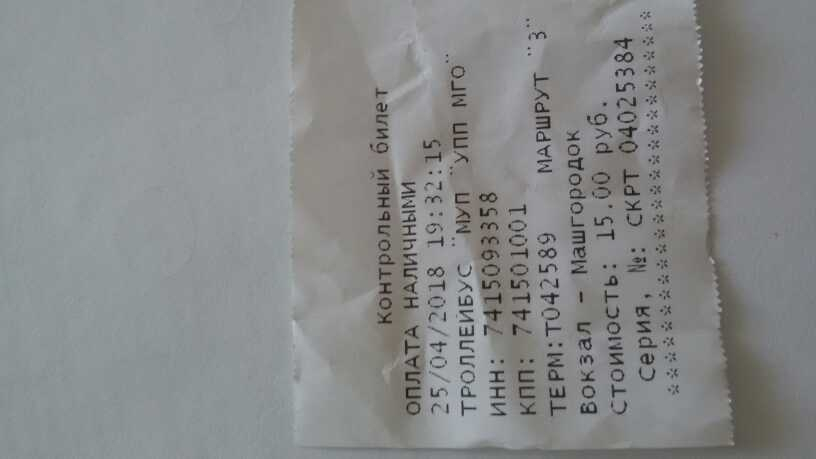 Контрольный билет
ОПЛАТА НАЛИЧНЫМИ
25/04/2018 19:32:15
ТРОЛЛЕЙБУС "МУП "УПП МГО"
ИНН: 7415093358
КПП: 741501001
ТЕРМ:Т042589 МАРШРУТ "3"
Вокзал - Машгородок
СТОИМОСТЬ: 15.00 руб.
Серия, №: СКРТ 04025384
******************************